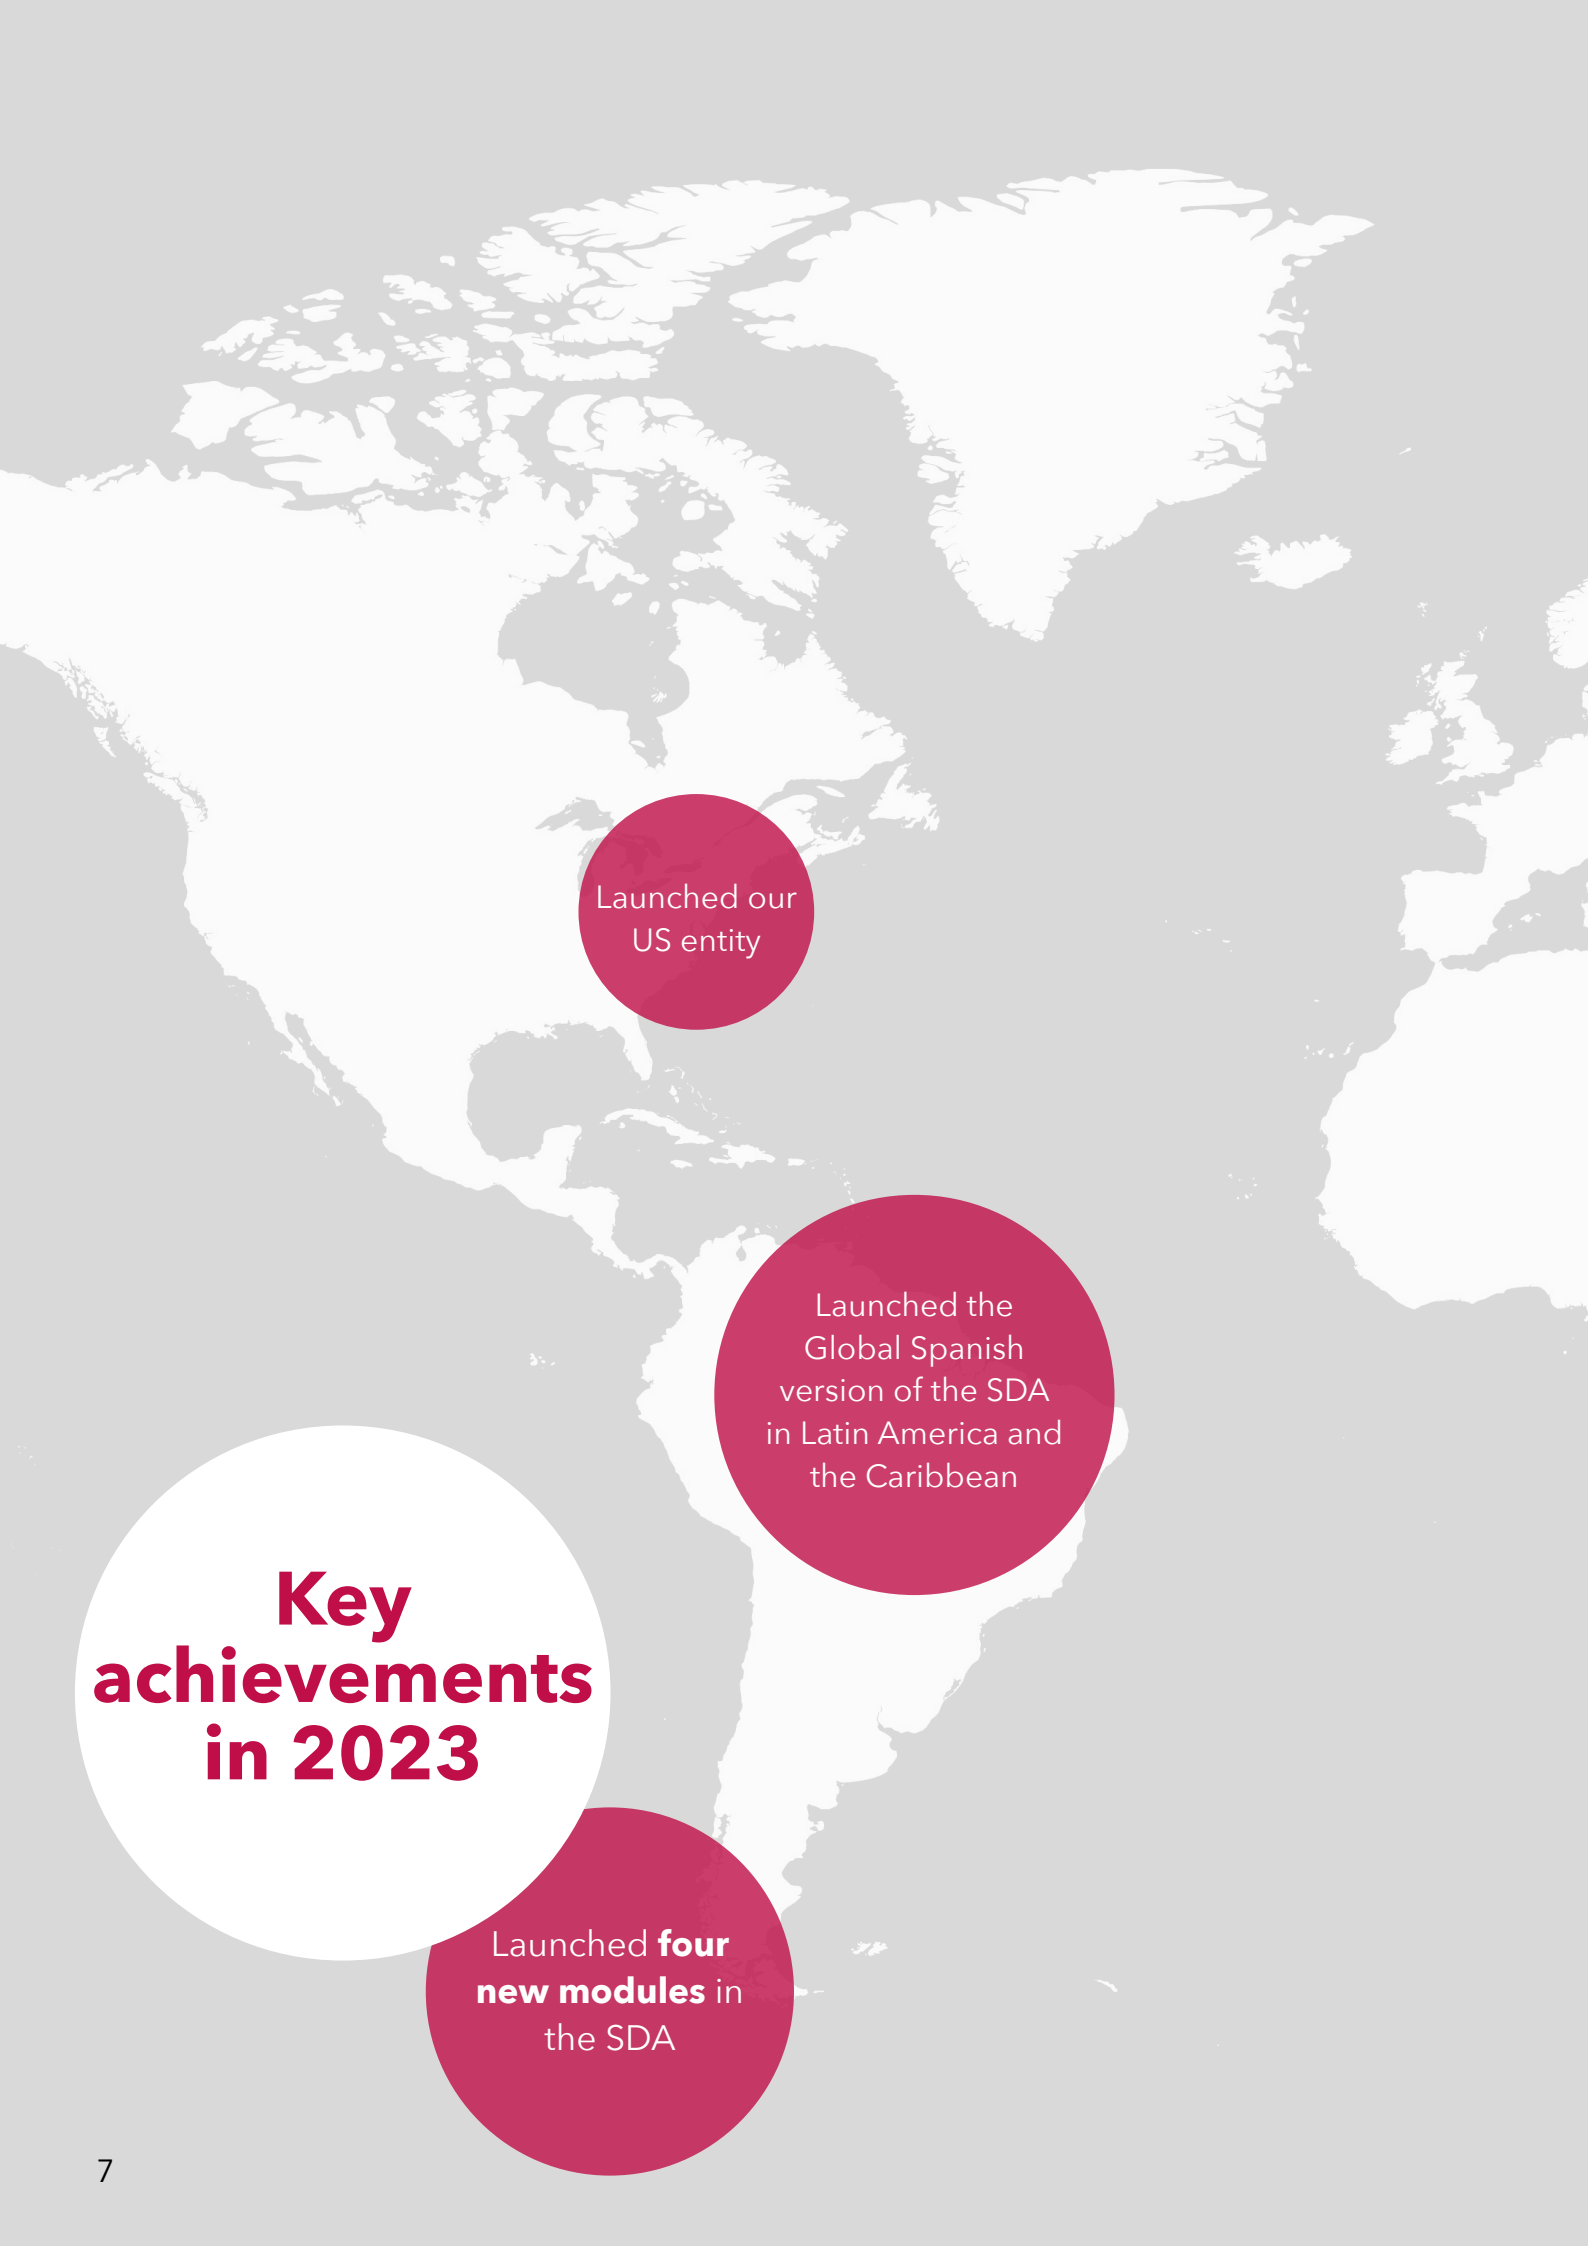 Launched our
US entity
Launched the
Global Spanish
version of the SDA
in Latin America and
the Caribbean
Key
achievements
in 2023
Launched four
new modules in
the SDA
7